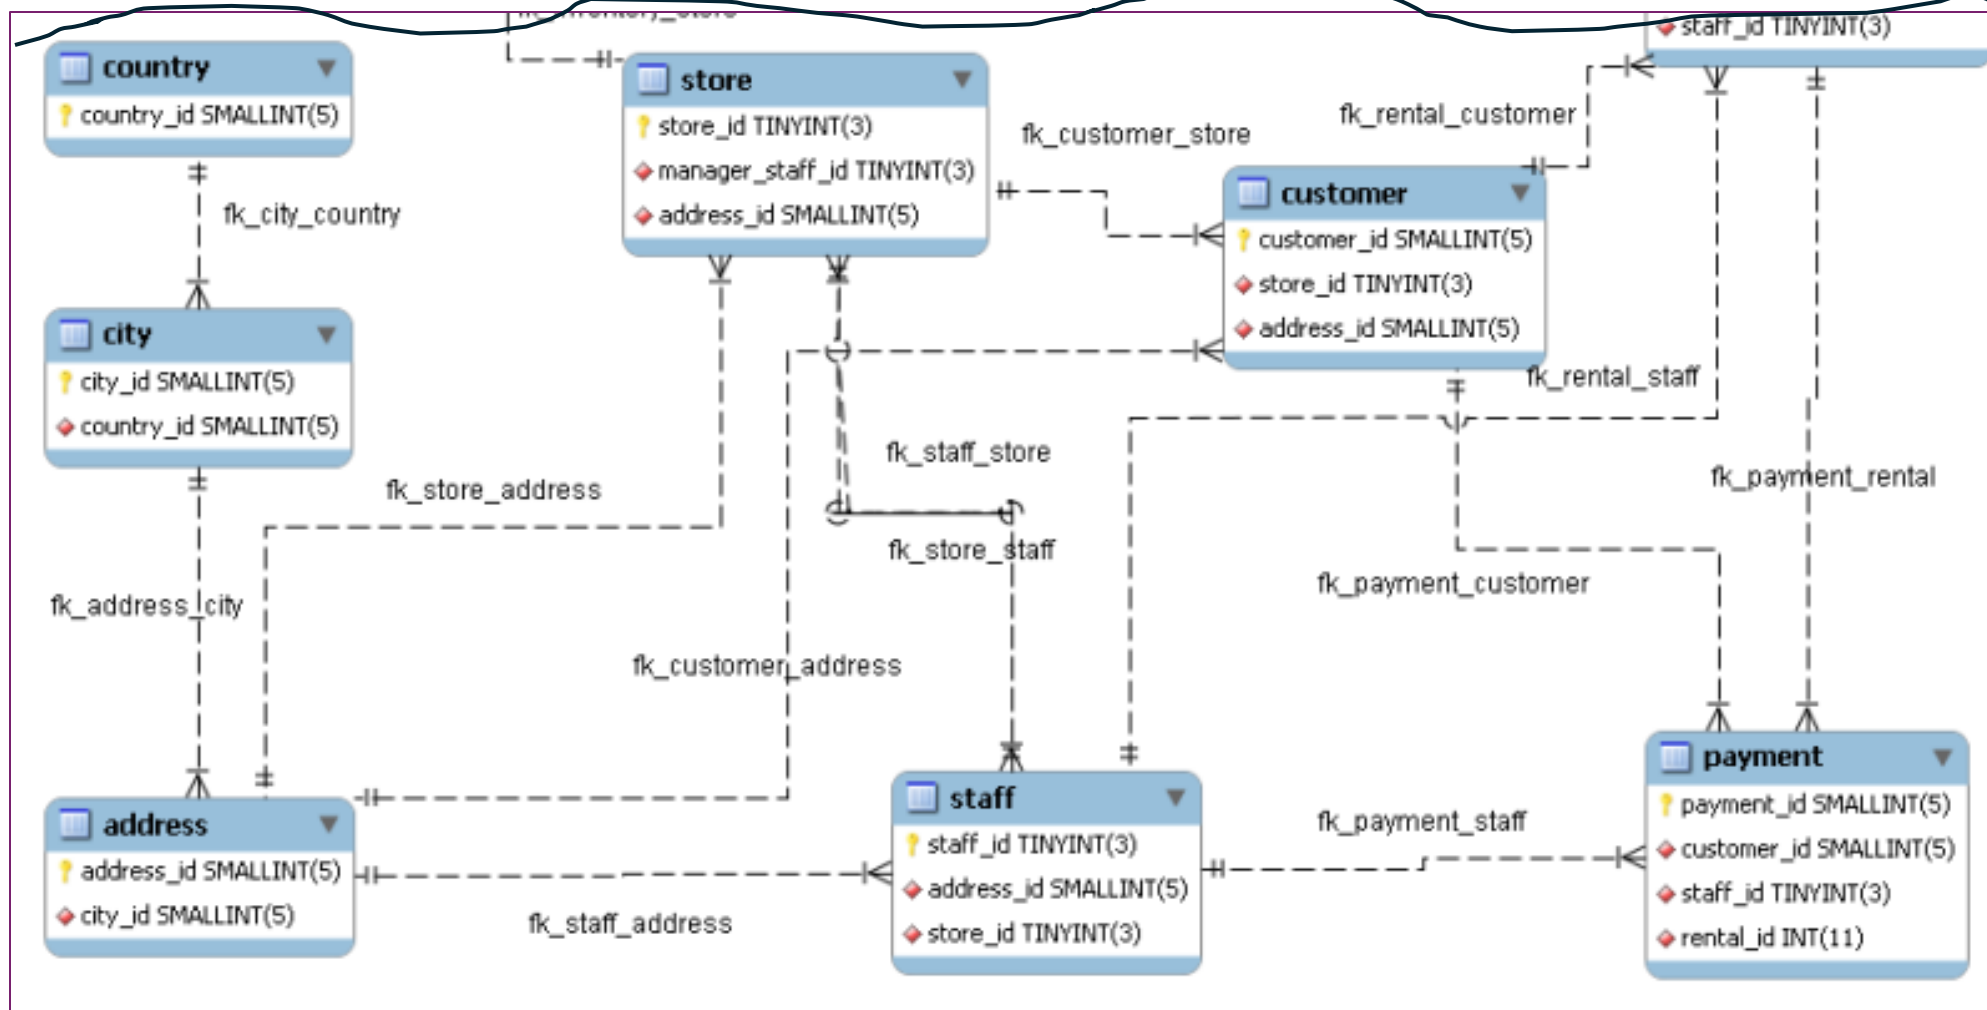 fk_inventory_store
staff_id TINYINT(3)
country
country_id SMALLINT(5)
store
store_id TINYINT(3)
manager_staff_id TINYINT(3)
address_id SMALLINT(5)
fk_customer_store
fk_rental_customer
customer
customer_id SMALLINT(5)
store_id TINYINT(3)
address_id SMALLINT(5)
fk_city_country
city
city_id SMALLINT(5)
country_id SMALLINT(5)
fk_rental_staff
fk_staff_store
fk_store_address
fk_payment_rental
fk_store_staff
fk_payment_customer
fk_address_city
fk_customer_address
address
address_id SMALLINT(5)
city_id SMALLINT(5)
staff
staff_id TINYINT(3)
address_id SMALLINT(5)
store_id TINYINT(3)
fk_payment_staff
fk_staff_address
payment
payment_id SMALLINT(5)
customer_id SMALLINT(5)
staff_id TINYINT(3)
rental_id INT(11)